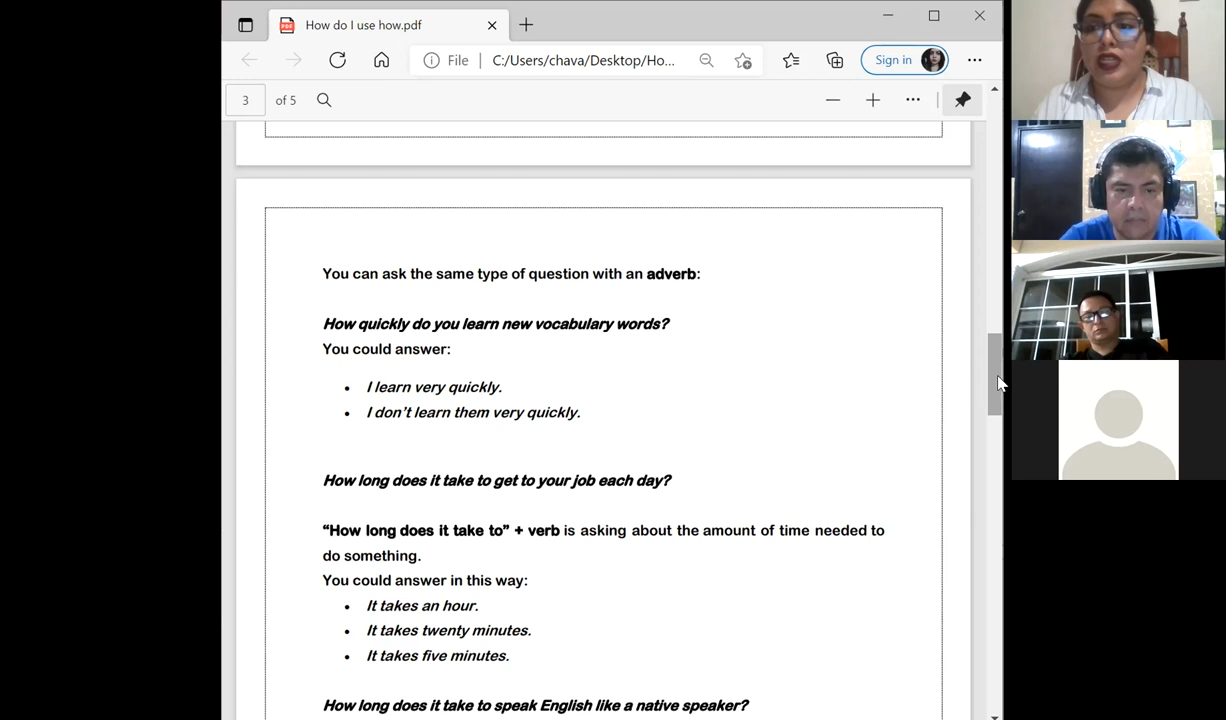 How do I use how.pdf
File
C:/Users/chava/Desktop/Ho...
Sign in
3 of 5
You can ask the same type of question with an adverb:
How quickly do you learn new vocabulary words?
You could answer:
• I learn very quickly.
• I don't learn them very quickly.
How long does it take to get to your job each day?
“How long does it take to” + verb is asking about the amount of time needed to
do something.
You could answer in this way:
• It takes an hour.
• It takes twenty minutes.
• It takes five minutes.
How long does it take to speak English like a native speaker?